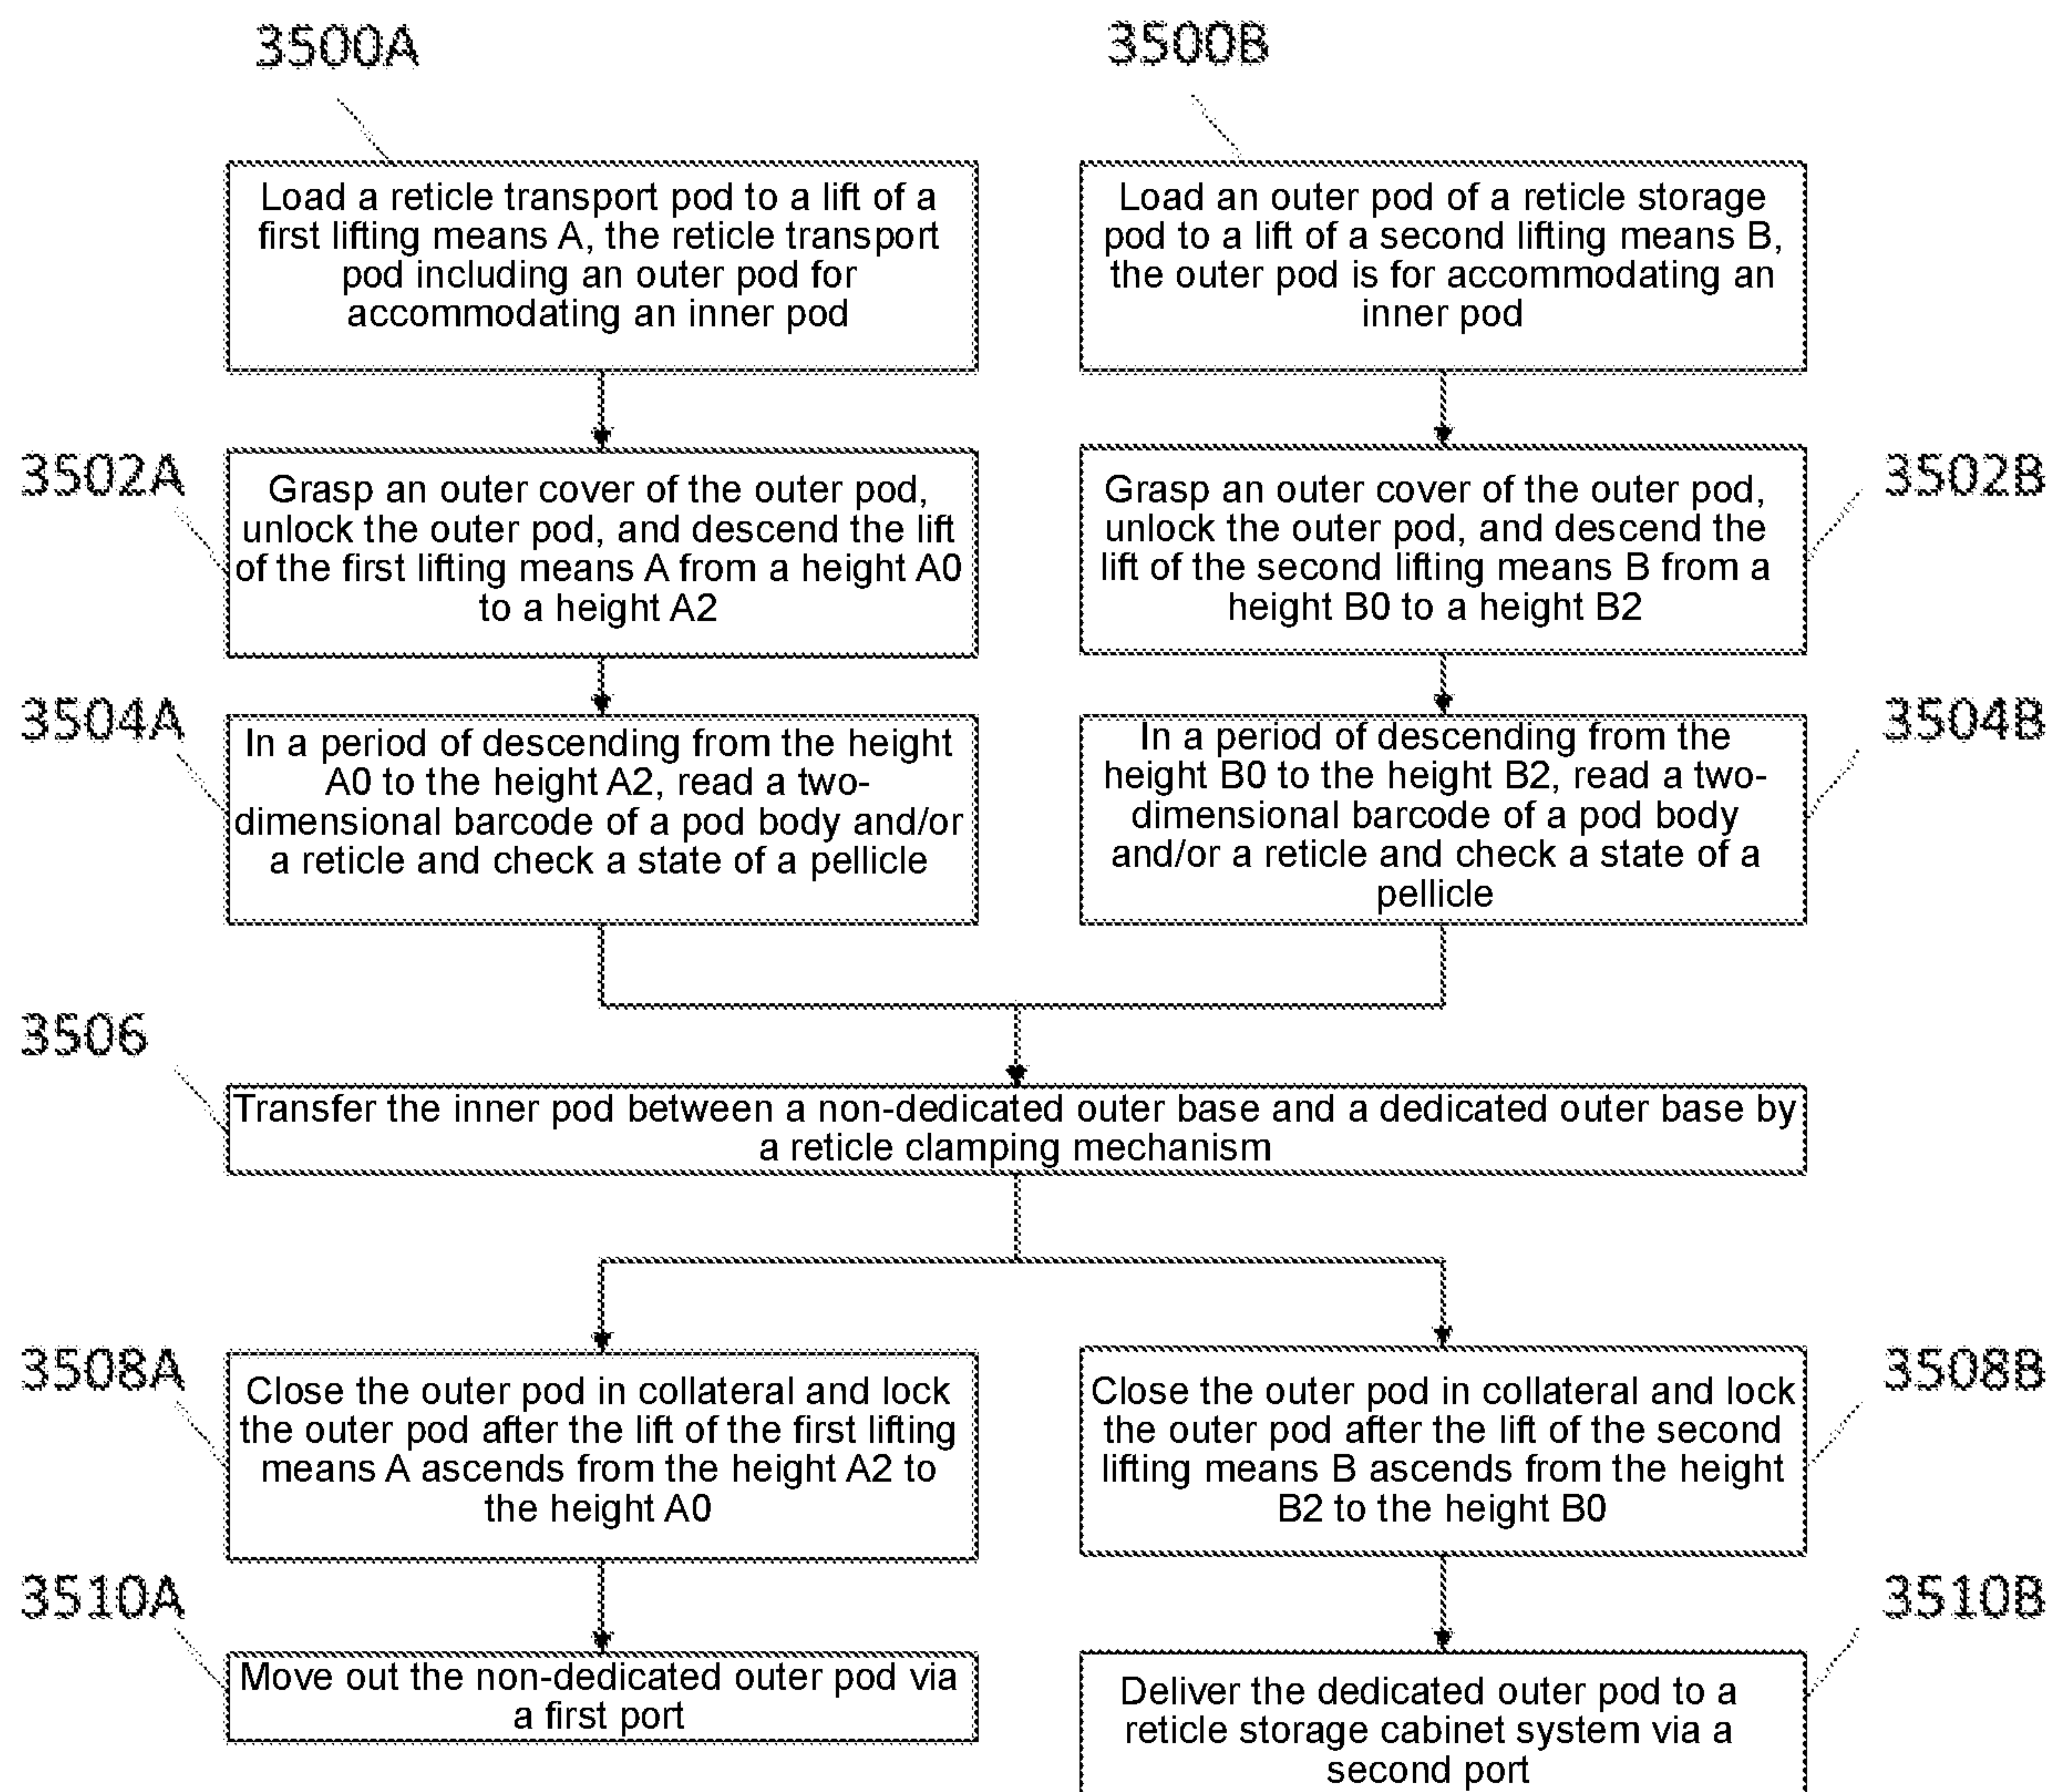 3500A
3500B
Load a reticle transport pod to a lift of a
first lifting means A, the reticle transport
pod including an outer pod for
accommodating an inner pod
Load an outer pod of a reticle storage
pod to a lift of a second lifting means B,
the outer pod is for accommodating an
inner pod
3502A
Grasp an outer cover of the outer pod,
unlock the outer pod, and descend the lift
of the first lifting means A from a height A0
to a height A2
Grasp an outer cover of the outer pod,
unlock the outer pod, and descend the
lift of the second lifting means B from a
height B0 to a height B2
3502B
3504A
In a period of descending from the height
A0 to the height A2, read a two-
dimensional barcode of a pod body and/or
a reticle and check a state of a pellicle
In a period of descending from the
height B0 to the height B2, read a two-
dimensional barcode of a pod body
and/or a reticle and check a state of a
pellicle
3504B
3506
Transfer the inner pod between a non-dedicated outer base and a dedicated outer base by
a reticle clamping mechanism
3508A
Close the outer pod in collateral and lock
the outer pod after the lift of the first lifting
means A ascends from the height A2 to
the height A0
Close the outer pod in collateral and lock
the outer pod after the lift of the second
lifting means B ascends from the height
B2 to the height B0
3508B
3510A
Move out the non-dedicated outer pod via
a first port
Deliver the dedicated outer pod to a
reticle storage cabinet system via a
second port
3510B